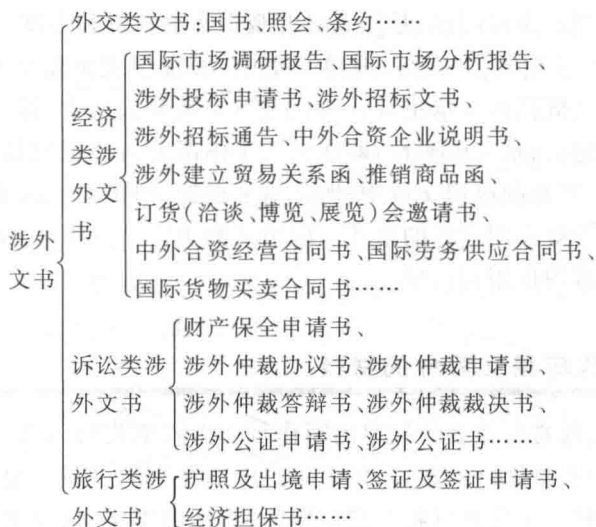 外交类文书:国书、照会、条约……
国际市场调研报告、国际市场分析报告、
涉外投标申请书、涉外招标文书、
经济
涉外招标通告、中外合资企业说明书、
类涉
涉外建立贸易关系函、推销商品函、
外文
订货(洽谈、博览、展览)会邀请书、
书
涉外
中外合资经营合同书、国际劳务供应合同书、
文书
国际货物买卖合同书……
财产保全申请书、
诉讼类涉
涉外仲裁协议书、涉外仲裁申请书、
外文书
涉外仲裁答辩书、涉外仲裁裁决书、
涉外公证申请书、涉外公证书……
旅行类涉
护照及出境申请、签证及签证申请书、
外文书
经济担保书……